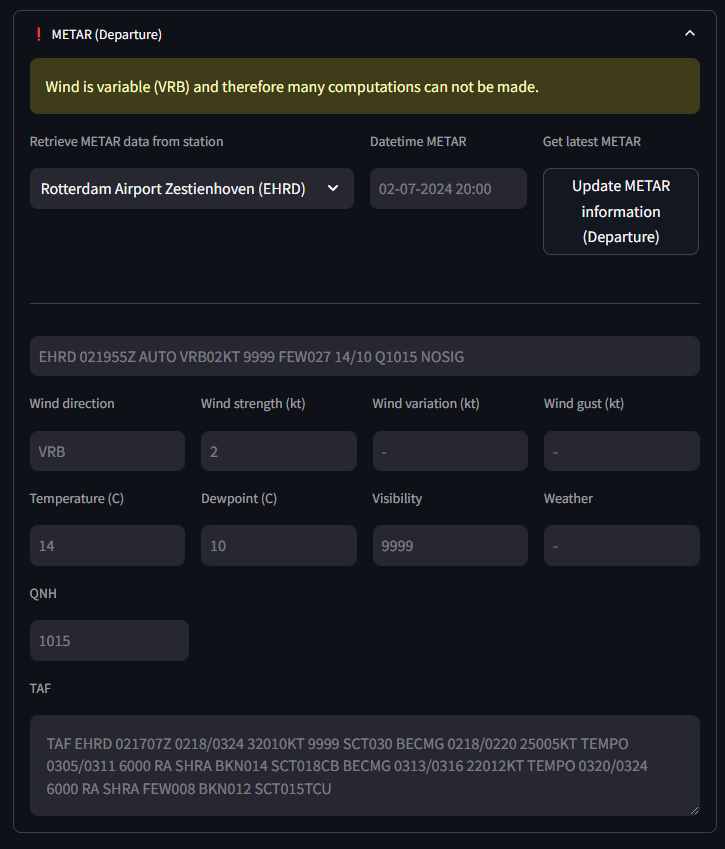 ❗ METAR (Departure)
Wind is variable (VRB) and therefore many computations can not be made.
Retrieve METAR data from station
Datetime METAR
Get latest METAR
Rotterdam Airport Zestienhoven (EHRD)
02-07-2024 20:00
Update METAR
information
(Departure)
EHRD 021955Z AUTO VRB02KT 9999 FEW027 14/10 Q1015 NOSIG
Wind direction
Wind strength (kt)
Wind variation (kt)
Wind gust (kt)
VRB
2
-
-
Temperature (C)
Dewpoint (C)
Visibility
Weather
14
10
9999
-
QNH
1015
TAF
TAF EHRD 021707Z 0218/0324 32010KT 9999 SCT030 BECMG 0218/0220 25005KT TEMPO
0305/0311 6000 RA SHRA BKN014 SCT018CB BECMG 0313/0316 22012KT TEMPO 0320/0324
6000 RA SHRA FEW008 BKN012 SCT015TCU